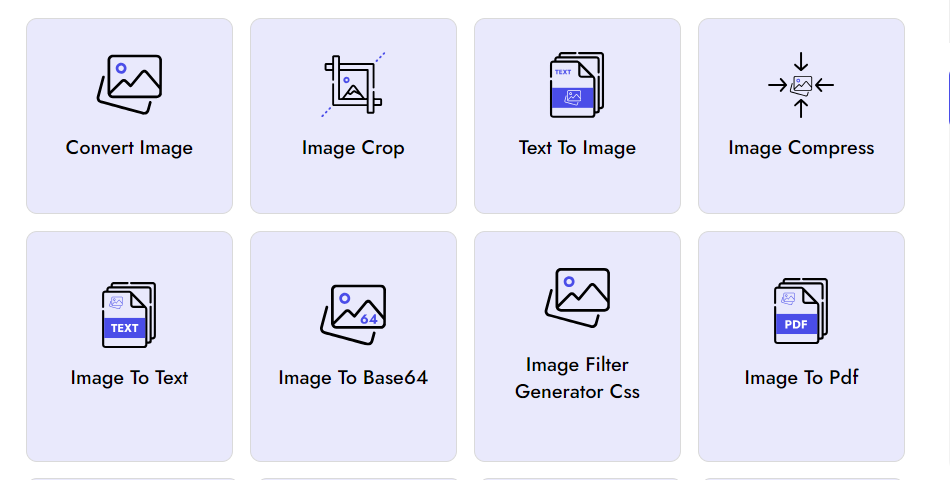 Convert Image
Image Crop
TEXT
Text To Image
Image Compress
TEXT
Image To Text
64
Image To Base64
Image Filter
Generator Css
PDF
Image To Pdf